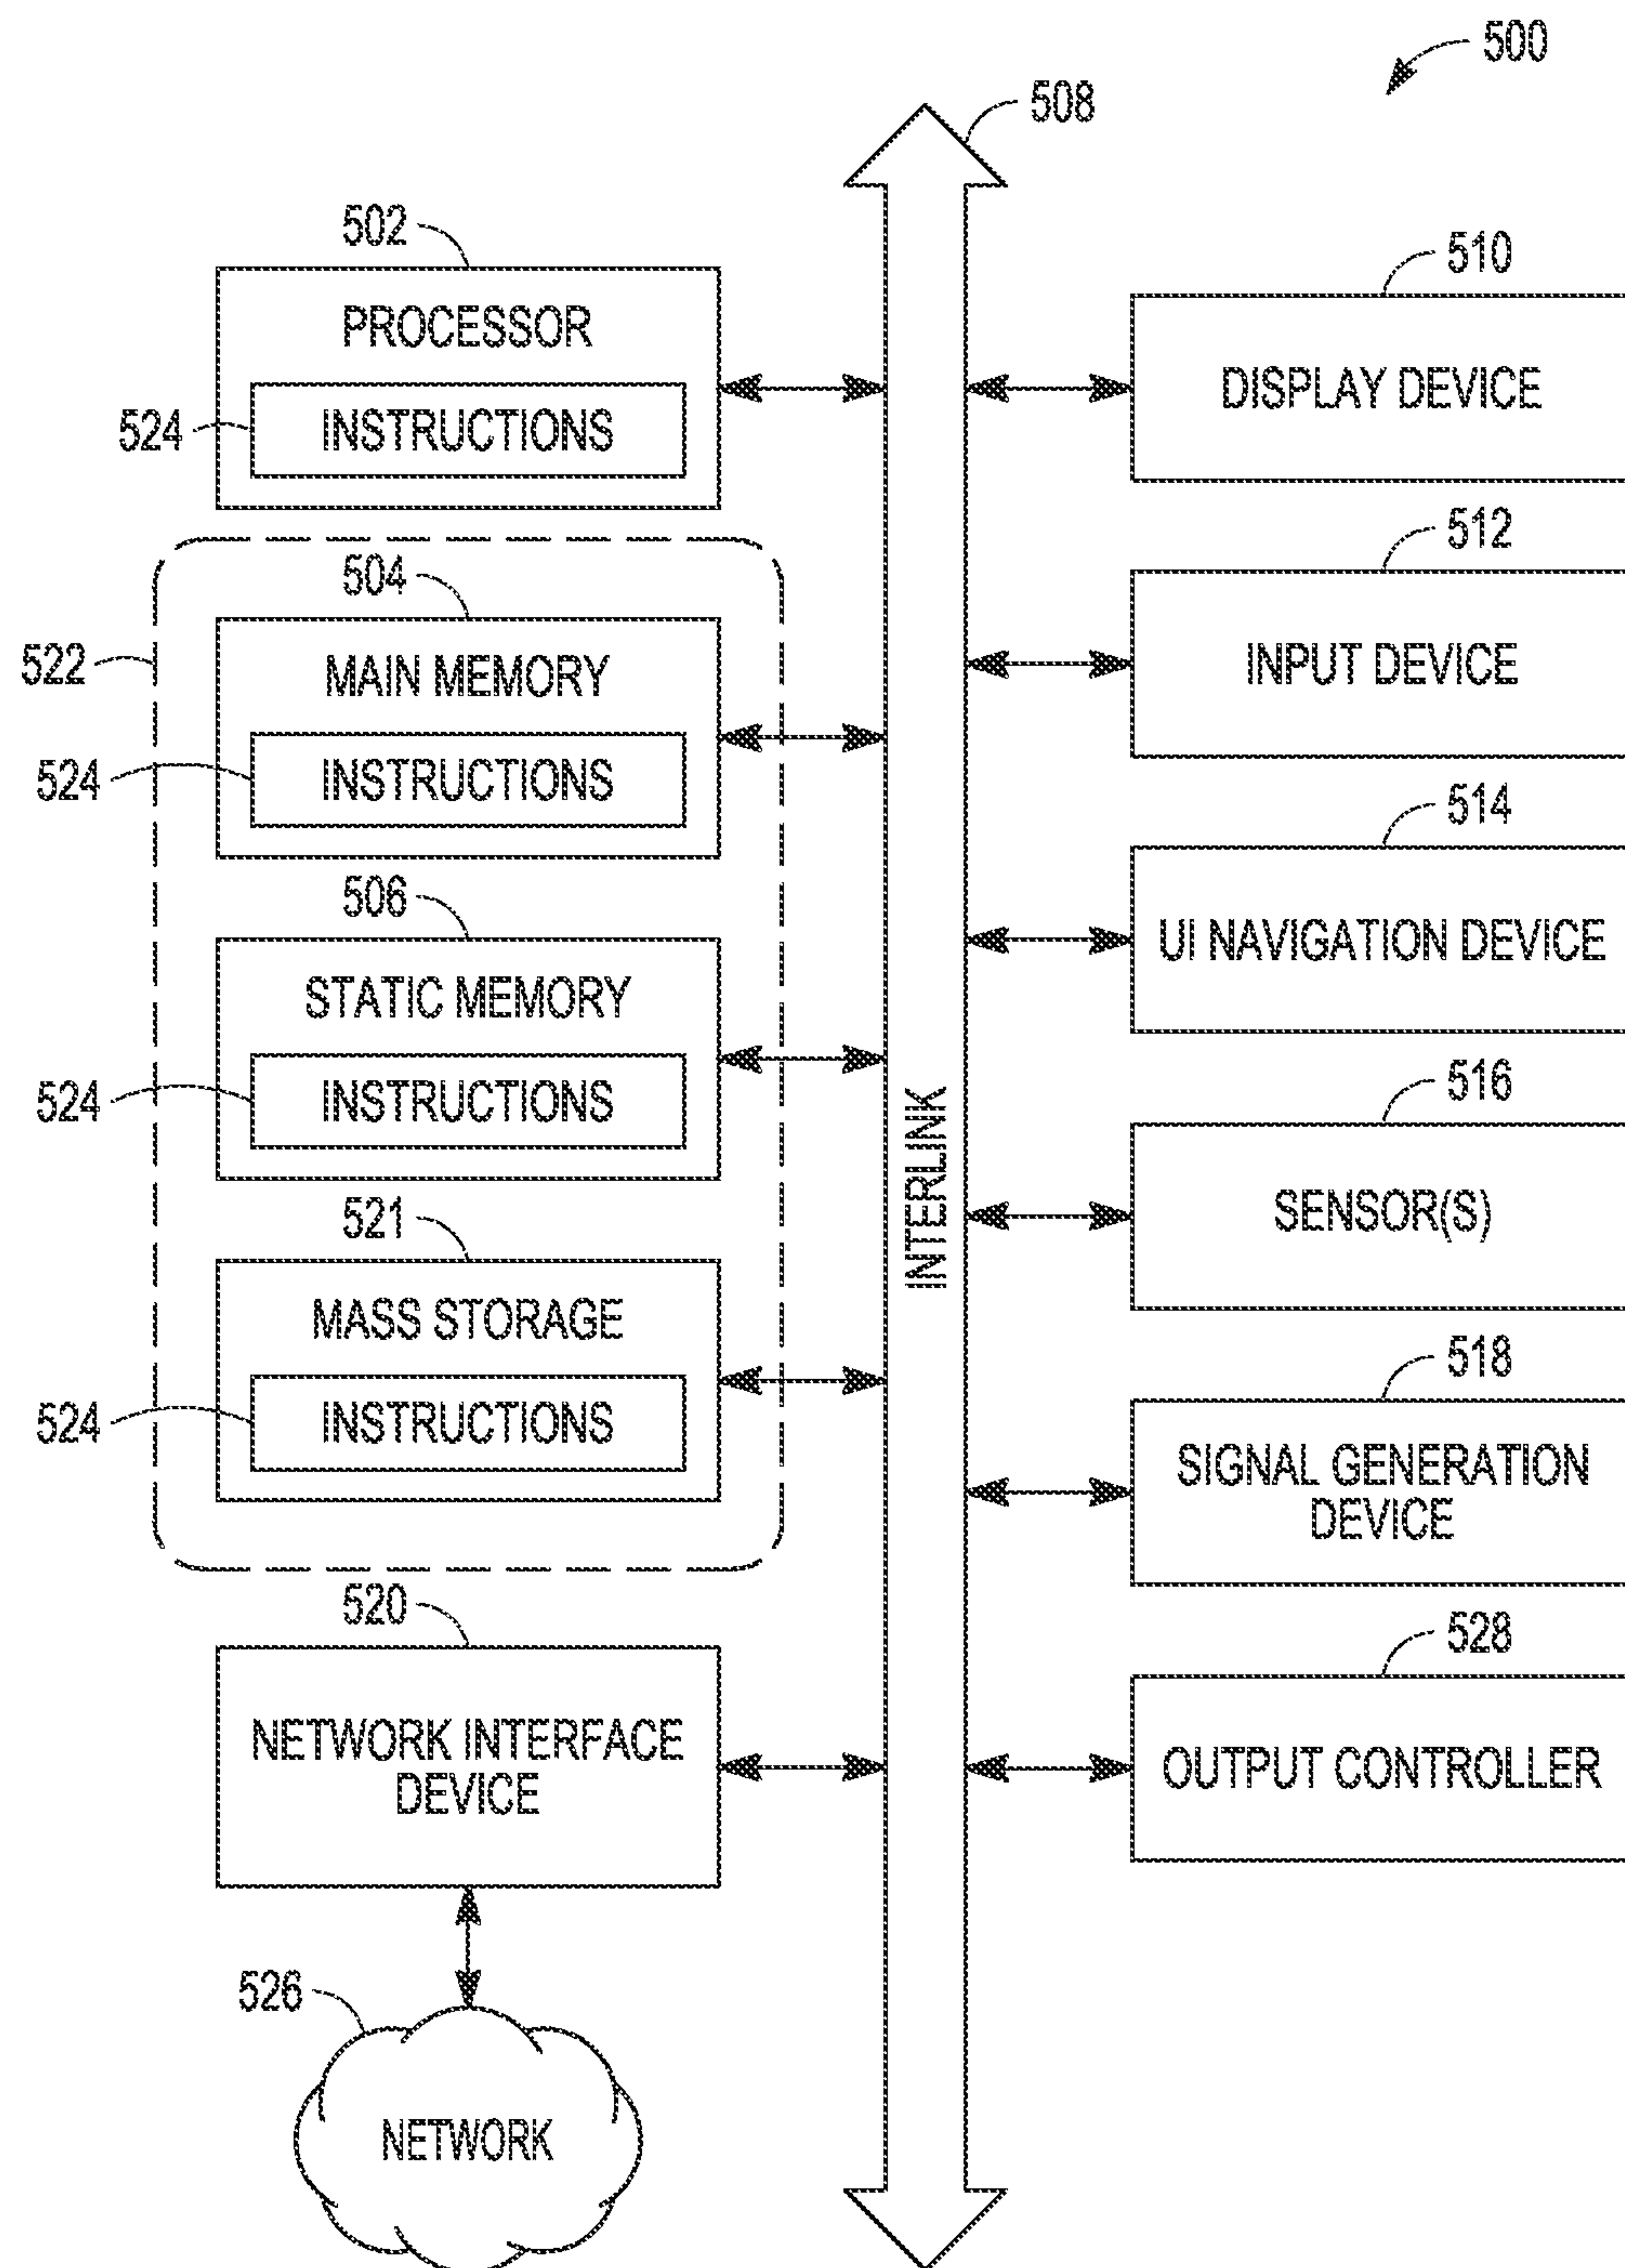 500
508
502
PROCESSOR
524
INSTRUCTIONS
504
522
MAIN MEMORY
524
INSTRUCTIONS
506
STATIC MEMORY
524
INSTRUCTIONS
521
MASS STORAGE
524
INSTRUCTIONS
520
NETWORK INTERFACE
DEVICE
526
NETWORK
INTERLINK
510
DISPLAY DEVICE
512
INPUT DEVICE
514
UI NAVIGATION DEVICE
516
SENSOR(S)
518
SIGNAL GENERATION
DEVICE
528
OUTPUT CONTROLLER